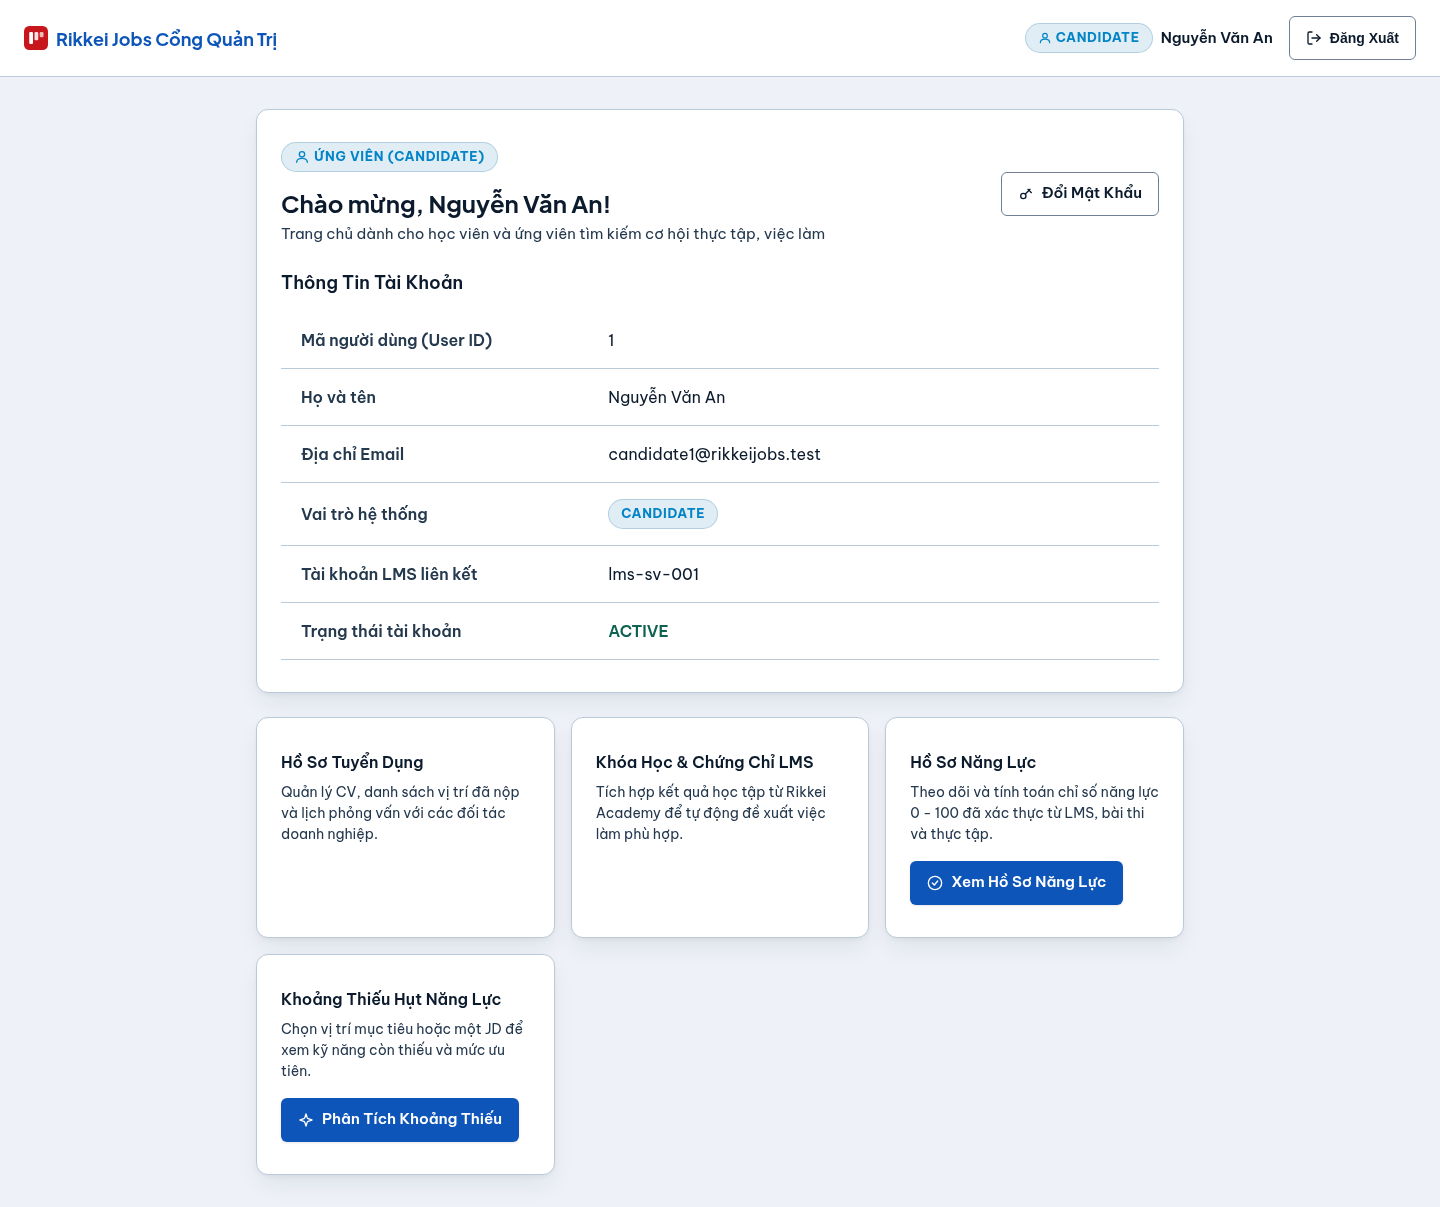 Rikkei Jobs Cổng Quản Trị
CANDIDATE Nguyễn Văn An Đăng Xuất
ỨNG VIÊN (CANDIDATE)
Chào mừng, Nguyễn Văn An!
Trang chủ dành cho học viên và ứng viên tìm kiếm cơ hội thực tập, việc làm
Đổi Mật Khẩu
Thông Tin Tài Khoản
Mã người dùng (User ID) 1
Họ và tên Nguyễn Văn An
Địa chỉ Email candidate1@rikkeijobs.test
Vai trò hệ thống CANDIDATE
Tài khoản LMS liên kết lms-sv-001
Trạng thái tài khoản ACTIVE
Hồ Sơ Tuyển Dụng
Quản lý CV, danh sách vị trí đã nộp
và lịch phỏng vấn với các đối tác
doanh nghiệp.
Khóa Học & Chứng Chỉ LMS
Tích hợp kết quả học tập từ Rikkei
Academy để tự động đề xuất việc
làm phù hợp.
Hồ Sơ Năng Lực
Theo dõi và tính toán chỉ số năng lực
0 - 100 đã xác thực từ LMS, bài thi
và thực tập.
Xem Hồ Sơ Năng Lực
Khoảng Thiếu Hụt Năng Lực
Chọn vị trí mục tiêu hoặc một JD để
xem kỹ năng còn thiếu và mức ưu
tiên.
Phân Tích Khoảng Thiếu